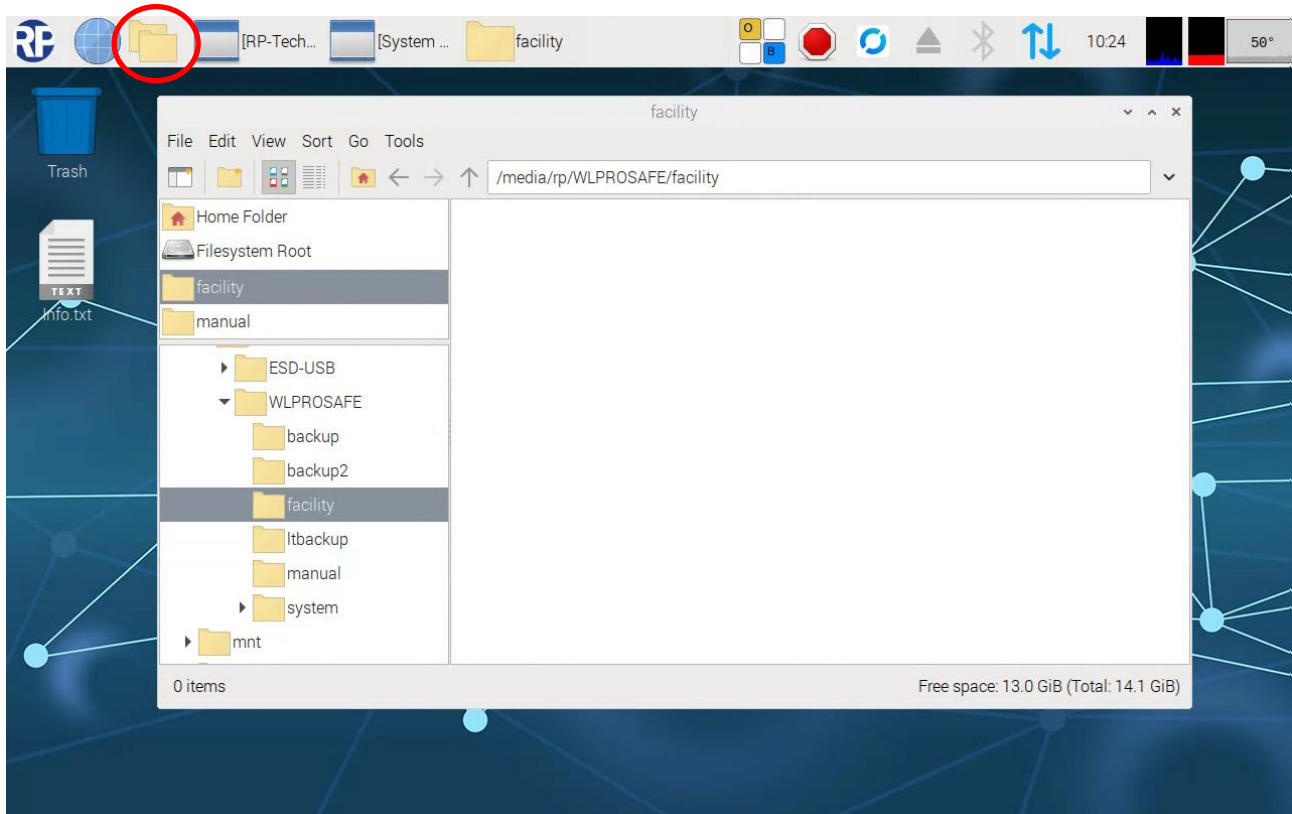 RP [RP-Tech... [System ... facility O B 10:24 50°
Trash
Info.txt
TEXT
facility
File Edit View Sort Go Tools
/media/rp/WLPROSAFE/facility
Home Folder
Filesystem Root
facility
manual
ESD-USB
WLPROSAFE
backup
backup2
facility
ltbackup
manual
system
mnt
0 items Free space: 13.0 GiB (Total: 14.1 GiB)